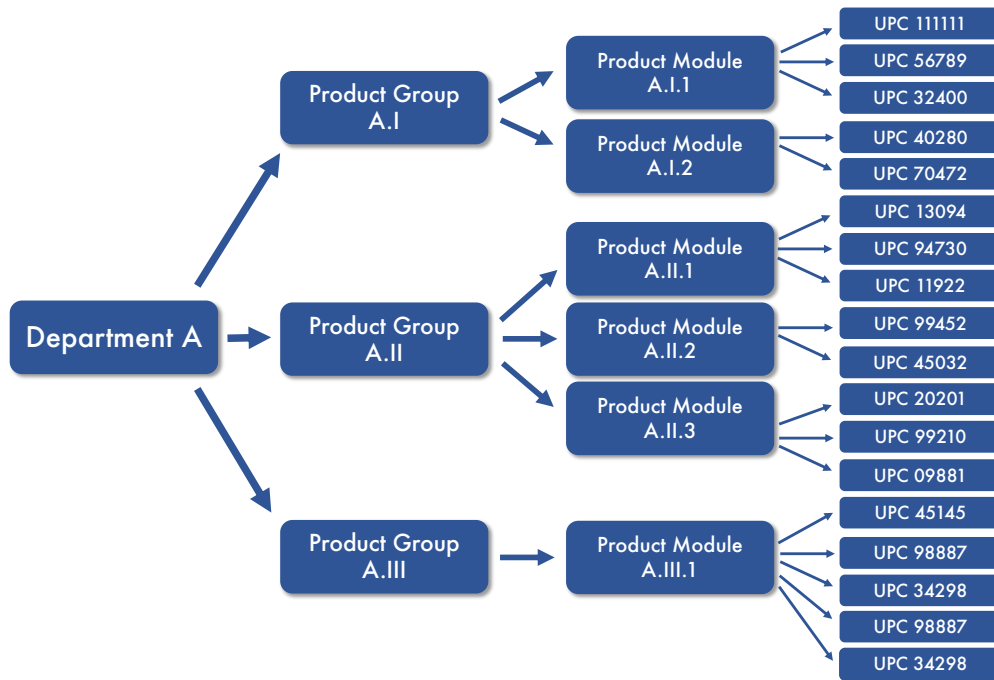 Department A
Product Group
A.I
Product Module
A.I.1
UPC 111111
UPC 56789
UPC 32400
Product Module
A.I.2
UPC 40280
UPC 70472
Product Group
A.II
Product Module
A.II.1
UPC 13094
UPC 94730
UPC 11922
Product Module
A.II.2
UPC 99452
UPC 45032
Product Module
A.II.3
UPC 20201
UPC 99210
UPC 09881
Product Group
A.III
Product Module
A.III.1
UPC 45145
UPC 98887
UPC 34298
UPC 98887
UPC 34298